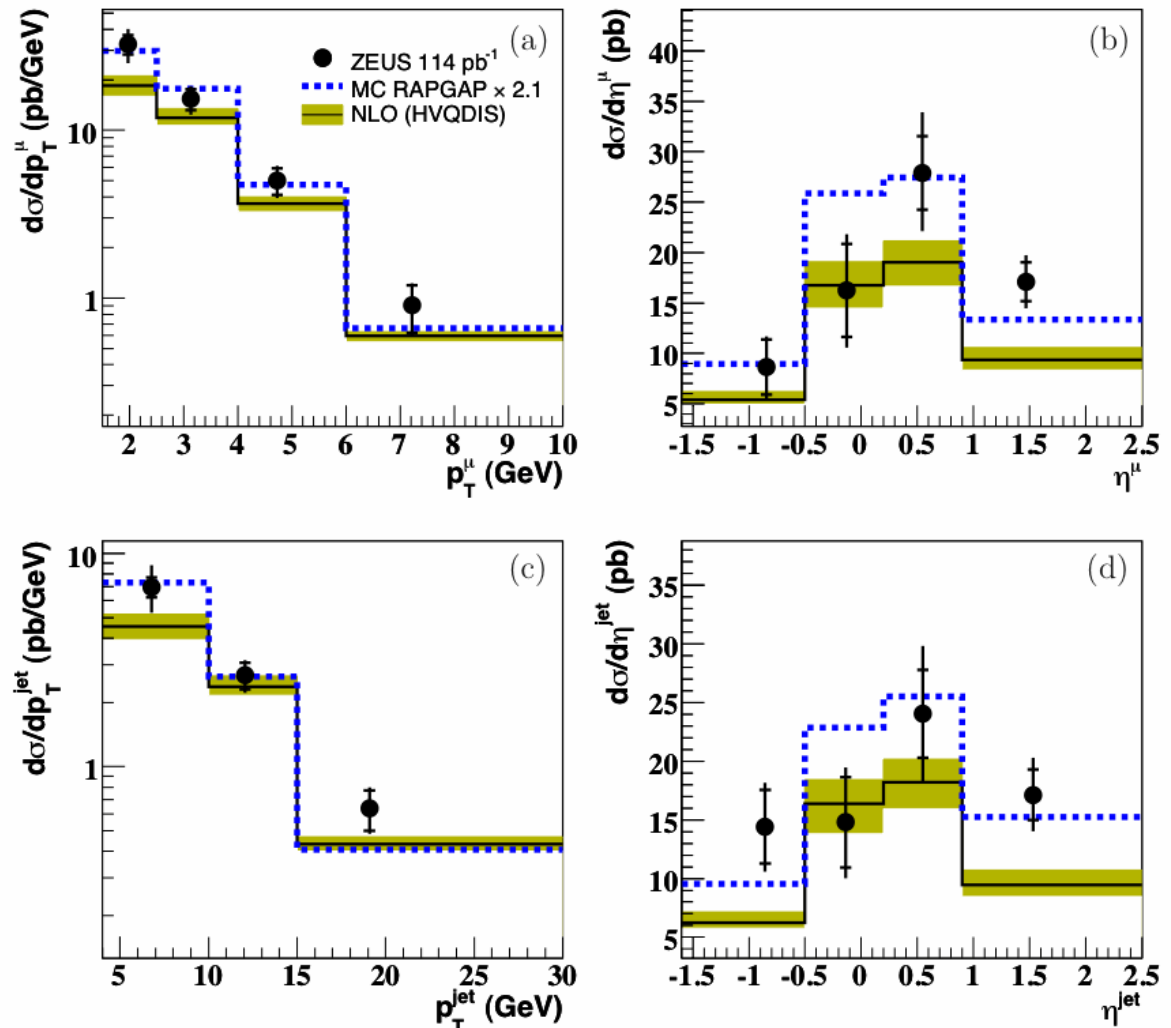 (a)
ZEUS 114 pb⁻¹
MC RAPGAP × 2.1
NLO (HVQDIS)
dσ/dp_T^μ (pb/GeV)
10
1
2 3 4 5 6 7 8 9 10
p_T^μ (GeV)
(b)
dσ/dη^μ (pb)
40
35
30
25
20
15
10
5
-1.5 -1 -0.5 0 0.5 1 1.5 2 2.5
η^μ
(c)
dσ/dp_T^jet (pb/GeV)
10
1
5 10 15 20 25 30
p_T^jet (GeV)
(d)
dσ/dη^jet (pb)
35
30
25
20
15
10
5
-1.5 -1 -0.5 0 0.5 1 1.5 2 2.5
η^jet